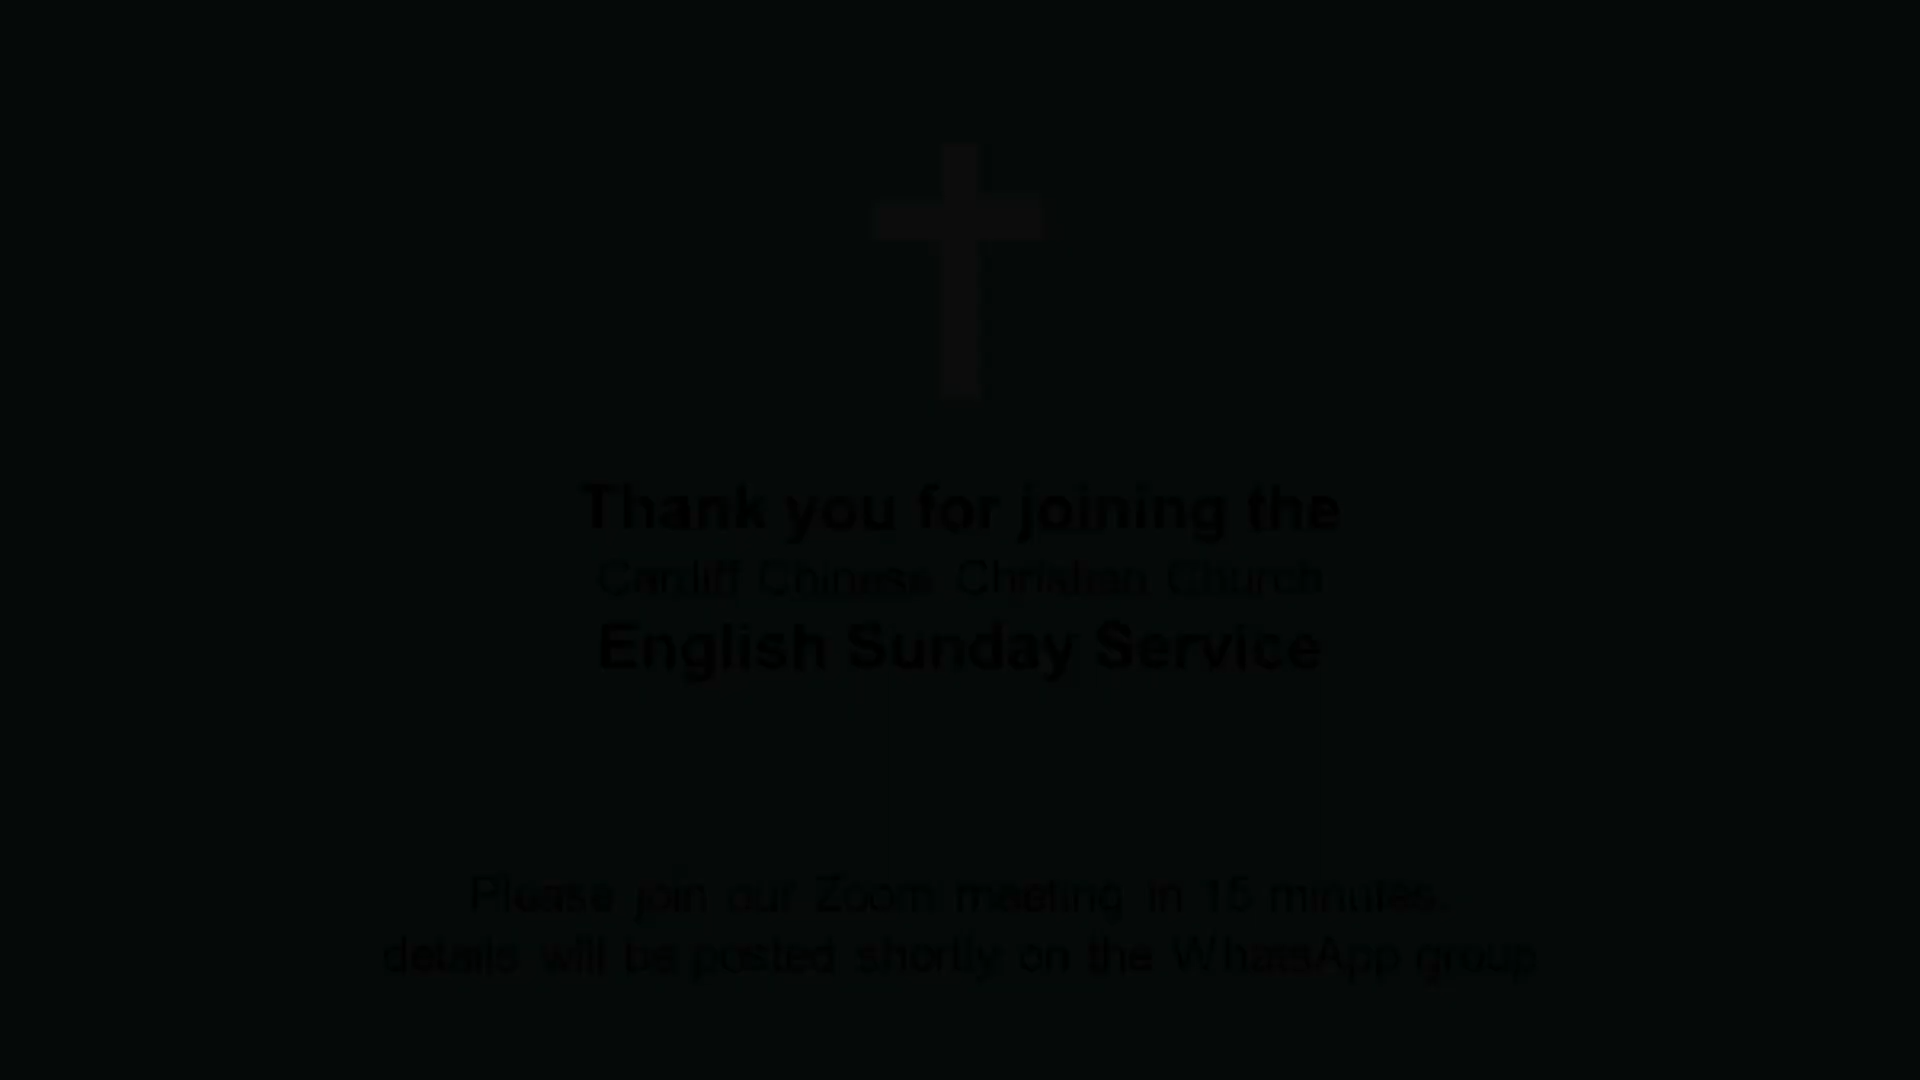 Thank you for joining the
Cardiff Chinese Christian Church
English Sunday Service
Please join our Zoom meeting in 15 minutes.
details will be posted shortly on the WhatsApp group